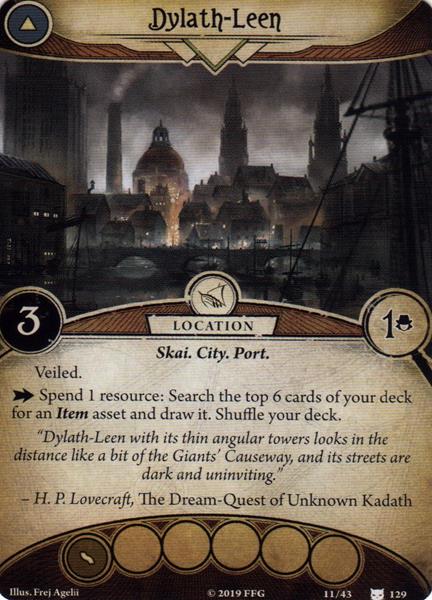 Dylath-Leen
3
LOCATION
1
Skai. City. Port.
Veiled.
Spend 1 resource: Search the top 6 cards of your deck
for an Item asset and draw it. Shuffle your deck.
“Dylath-Leen with its thin angular towers looks in the
distance like a bit of the Giants’ Causeway, and its streets are
dark and uninviting.”
– H. P. Lovecraft, The Dream-Quest of Unknown Kadath
Illus. Frej Agelii © 2019 FFG 11/43 129